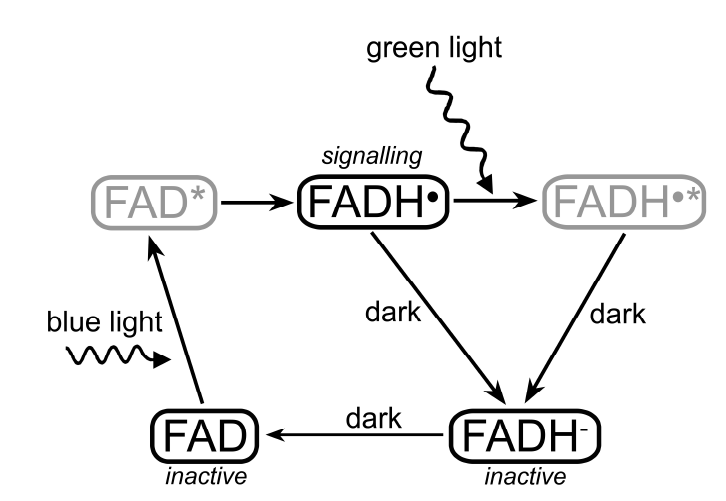 green light
signalling
FAD*
FADH•
FADH•*
dark
dark
blue light
dark
FAD
FADH-
inactive
inactive